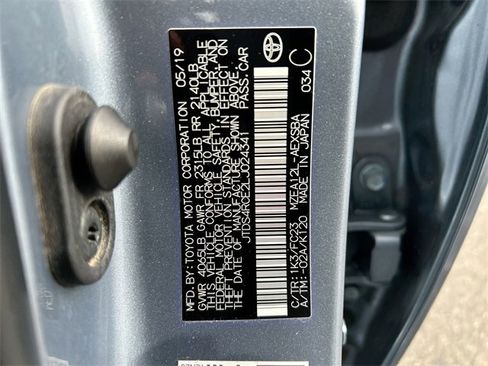 MFD. BY: TOYOTA MOTOR CORPORATION 05/19
GVWR 4065LB GAWR FR 2315LB RR 2140LB
THIS VEHICLE CONFORMS TO ALL APPLICABLE
FEDERAL MOTOR VEHICLE SAFETY, BUMPER, AND
THEFT PREVENTION STANDARDS IN EFFECT ON
THE DATE OF MANUFACTURE SHOWN ABOVE.
JTDS4RCE2LJ024341 PASS. CAR
C/TR: 1K3/FC23 MZEA12L-AEXSBA
A/TM: -02A/K120 MADE IN JAPAN
034 C